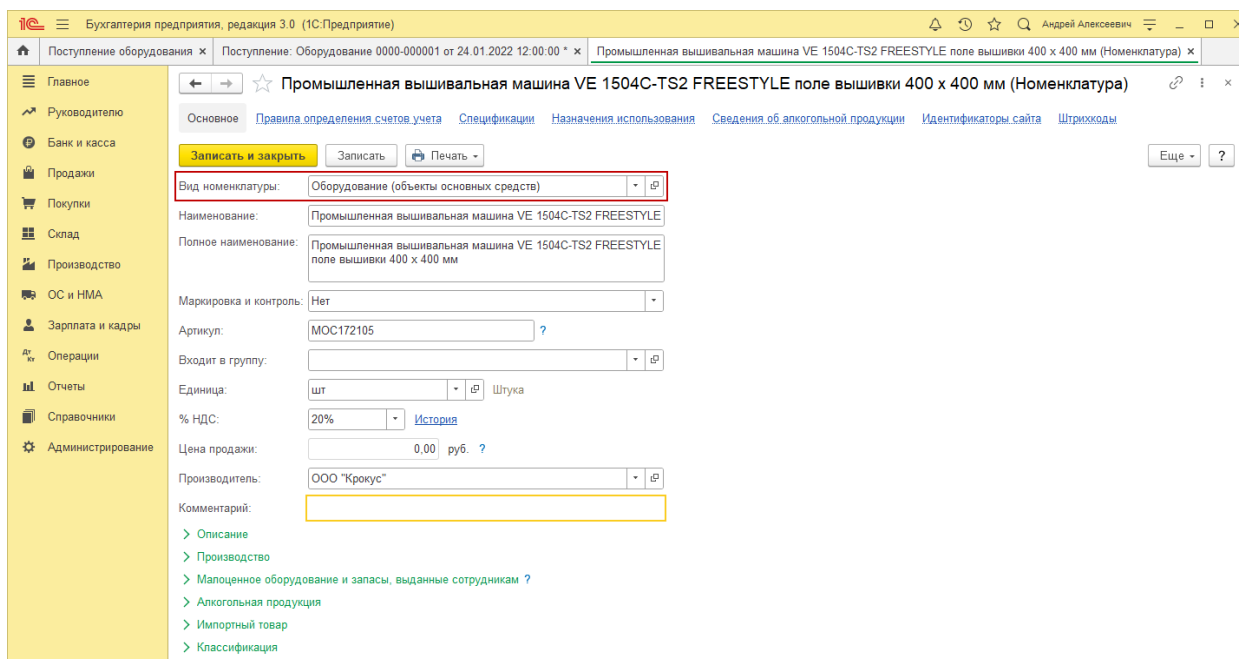 1С Бухгалтерия предприятия, редакция 3.0 (1С:Предприятие) Андрей Алексеевич
Поступление оборудования × Поступление: Оборудование 0000-000001 от 24.01.2022 12:00:00 * × Промышленная вышивальная машина VE 1504C-TS2 FREESTYLE поле вышивки 400 х 400 мм (Номенклатура) ×
Главное
Руководителю
Банк и касса
Продажи
Покупки
Склад
Производство
ОС и НМА
Зарплата и кадры
Дт Кт Операции
Отчеты
Справочники
Администрирование
Промышленная вышивальная машина VE 1504C-TS2 FREESTYLE поле вышивки 400 х 400 мм (Номенклатура)
Основное Правила определения счетов учета Спецификации Назначения использования Сведения об алкогольной продукции Идентификаторы сайта Штрихкоды
Записать и закрыть Записать Печать Еще ?
Вид номенклатуры: Оборудование (объекты основных средств)
Наименование: Промышленная вышивальная машина VE 1504C-TS2 FREESTYLE
Полное наименование: Промышленная вышивальная машина VE 1504C-TS2 FREESTYLE
поле вышивки 400 х 400 мм
Маркировка и контроль: Нет
Артикул: МОС172105 ?
Входит в группу:
Единица: шт Штука
% НДС: 20% История
Цена продажи: 0,00 руб. ?
Производитель: ООО "Крокус"
Комментарий:
Описание
Производство
Малоценное оборудование и запасы, выданные сотрудникам ?
Алкогольная продукция
Импортный товар
Классификация